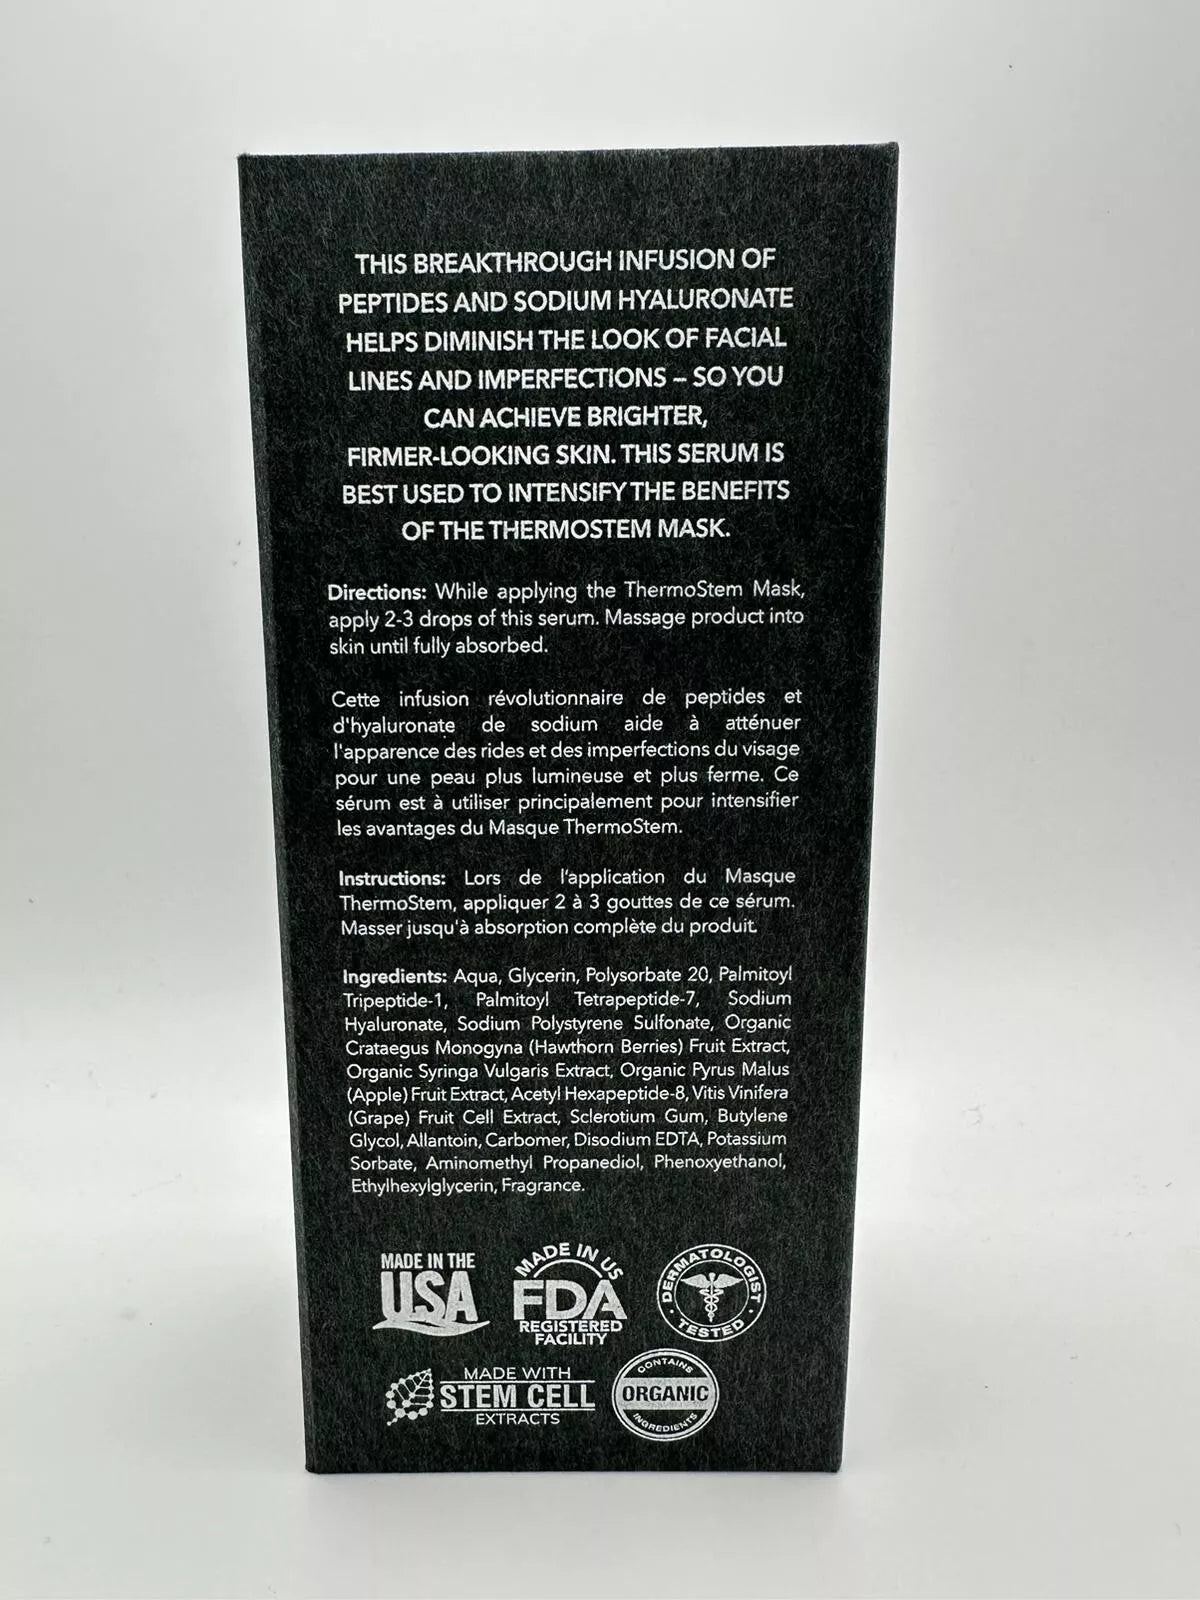 THIS BREAKTHROUGH INFUSION OF
PEPTIDES AND SODIUM HYALURONATE
HELPS DIMINISH THE LOOK OF FACIAL
LINES AND IMPERFECTIONS – SO YOU
CAN ACHIEVE BRIGHTER,
FIRMER-LOOKING SKIN. THIS SERUM IS
BEST USED TO INTENSIFY THE BENEFITS
OF THE THERMOSTEM MASK.
Directions: While applying the ThermoStem Mask,
apply 2-3 drops of this serum. Massage product into
skin until fully absorbed.
Cette infusion révolutionnaire de peptides et
d'hyaluronate de sodium aide à atténuer
l'apparence des rides et des imperfections du visage
pour une peau plus lumineuse et plus ferme. Ce
sérum est à utiliser principalement pour intensifier
les avantages du Masque ThermoStem.
Instructions: Lors de l'application du Masque
ThermoStem, appliquer 2 à 3 gouttes de ce sérum.
Masser jusqu'à absorption complète du produit.
Ingredients: Aqua, Glycerin, Polysorbate 20, Palmitoyl
Tripeptide-1, Palmitoyl Tetrapeptide-7, Sodium
Hyaluronate, Sodium Polystyrene Sulfonate, Organic
Crataegus Monogyna (Hawthorn Berries) Fruit Extract,
Organic Syringa Vulgaris Extract, Organic Pyrus Malus
(Apple) Fruit Extract, Acetyl Hexapeptide-8, Vitis Vinifera
(Grape) Fruit Cell Extract, Sclerotium Gum, Butylene
Glycol, Allantoin, Carbomer, Disodium EDTA, Potassium
Sorbate, Aminomethyl Propanediol, Phenoxyethanol,
Ethylhexylglycerin, Fragrance.
MADE IN THE
USA
MADE IN US
FDA
REGISTERED
FACILITY
DERMATOLOGIST
TESTED
MADE WITH
STEM CELL
EXTRACTS
CONTAINS
ORGANIC
INGREDIENTS